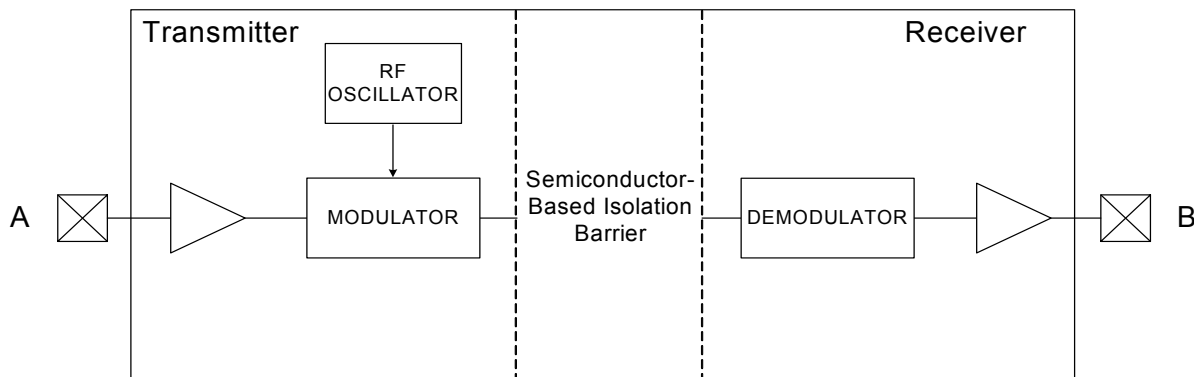 Transmitter
Receiver
RF
OSCILLATOR
A
MODULATOR
Semiconductor-
Based Isolation
Barrier
DEMODULATOR
B